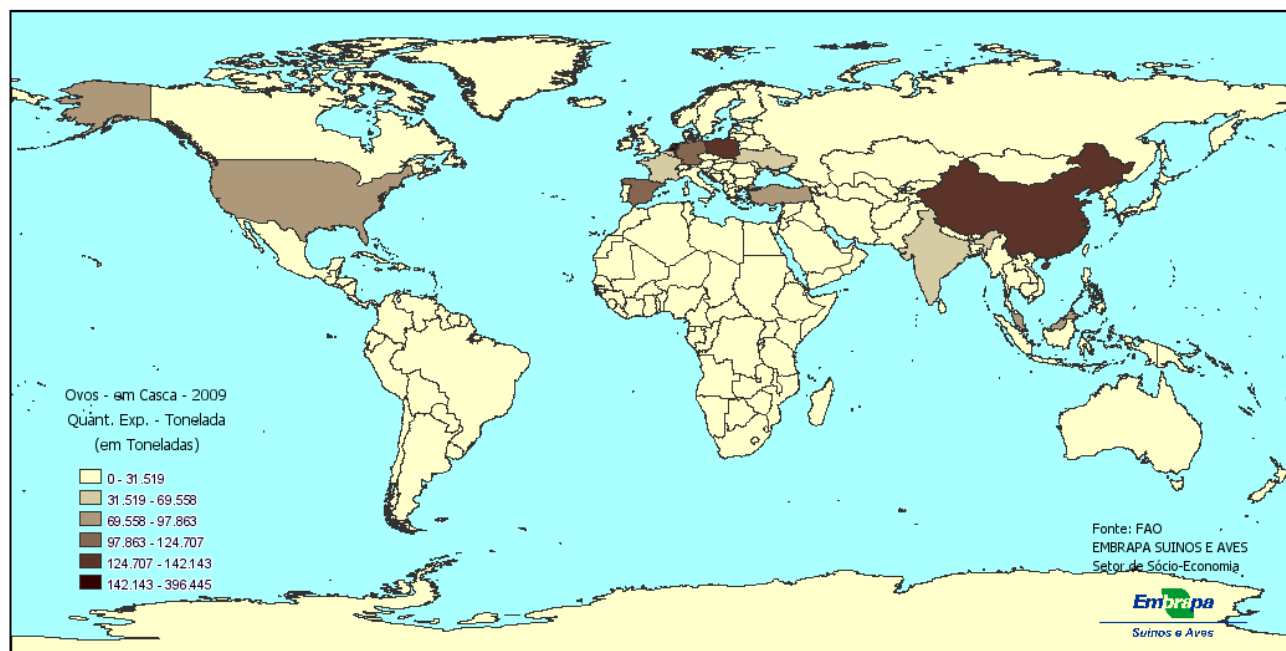 Ovos - em Casca - 2009
Quant. Exp. - Tonelada
(em Toneladas)
0 - 31.519
31.519 - 69.558
69.558 - 97.863
97.863 - 124.707
124.707 - 142.143
142.143 - 396.445
Fonte: FAO
EMBRAPA SUINOS E AVES
Setor de Sócio-Economia
Embrapa
Suínos e Aves